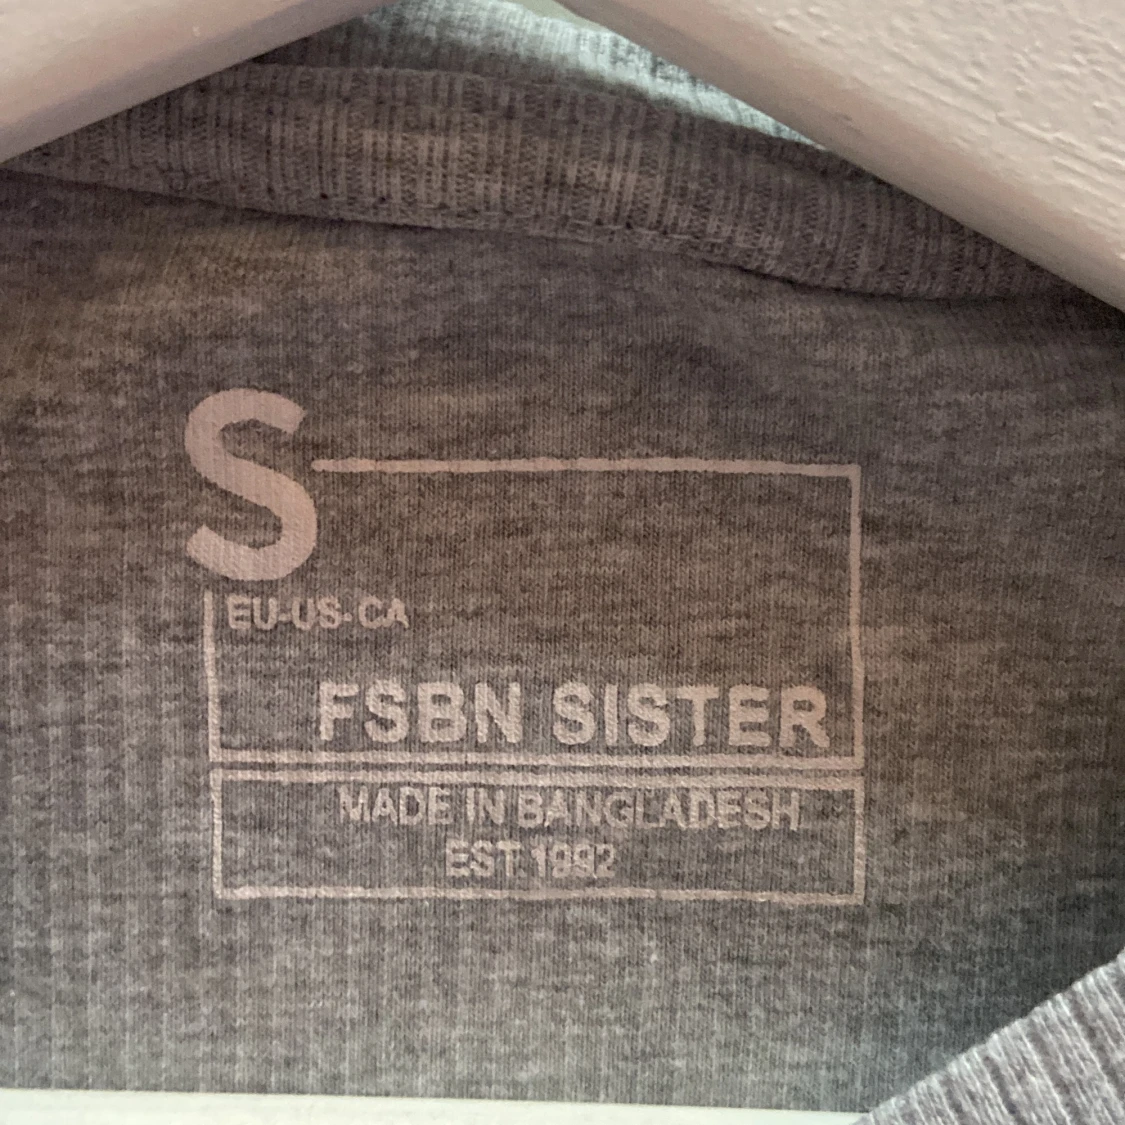 S
EU-US-CA
FSBN SISTER
MADE IN BANGLADESH
EST.1992